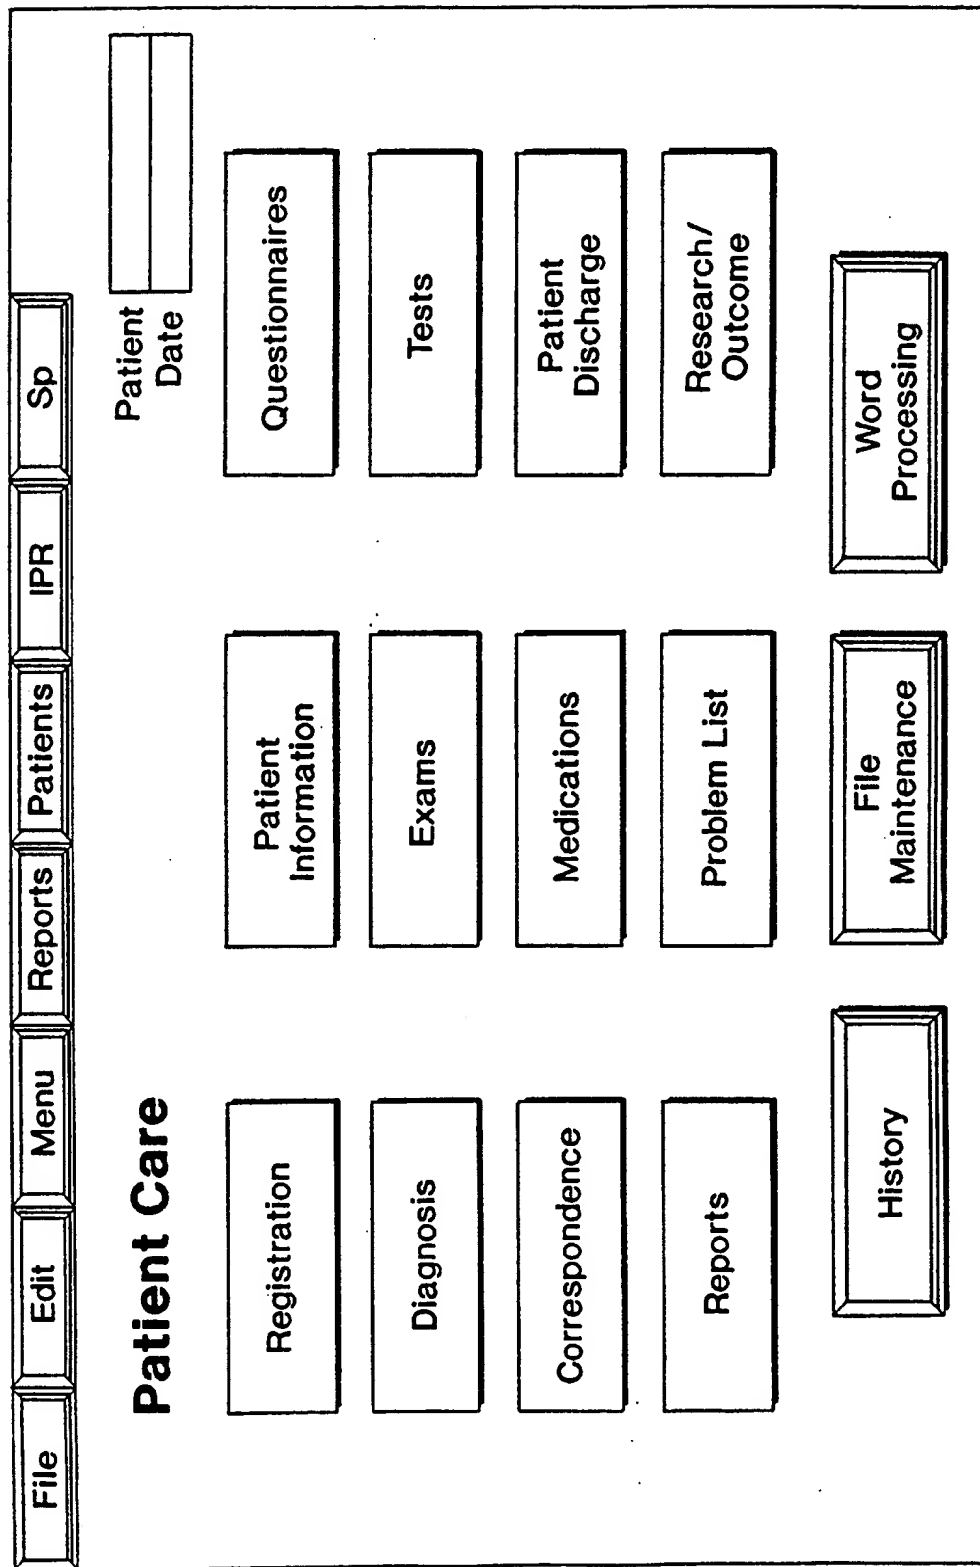 File Edit Menu Reports Patients IPR Sp
Patient Care
Patient
Date
Registration
Patient
Information
Questionnaires
Diagnosis
Exams
Tests
Correspondence
Medications
Patient
Discharge
Reports
Problem List
Research/
Outcome
History
File
Maintenance
Word
Processing